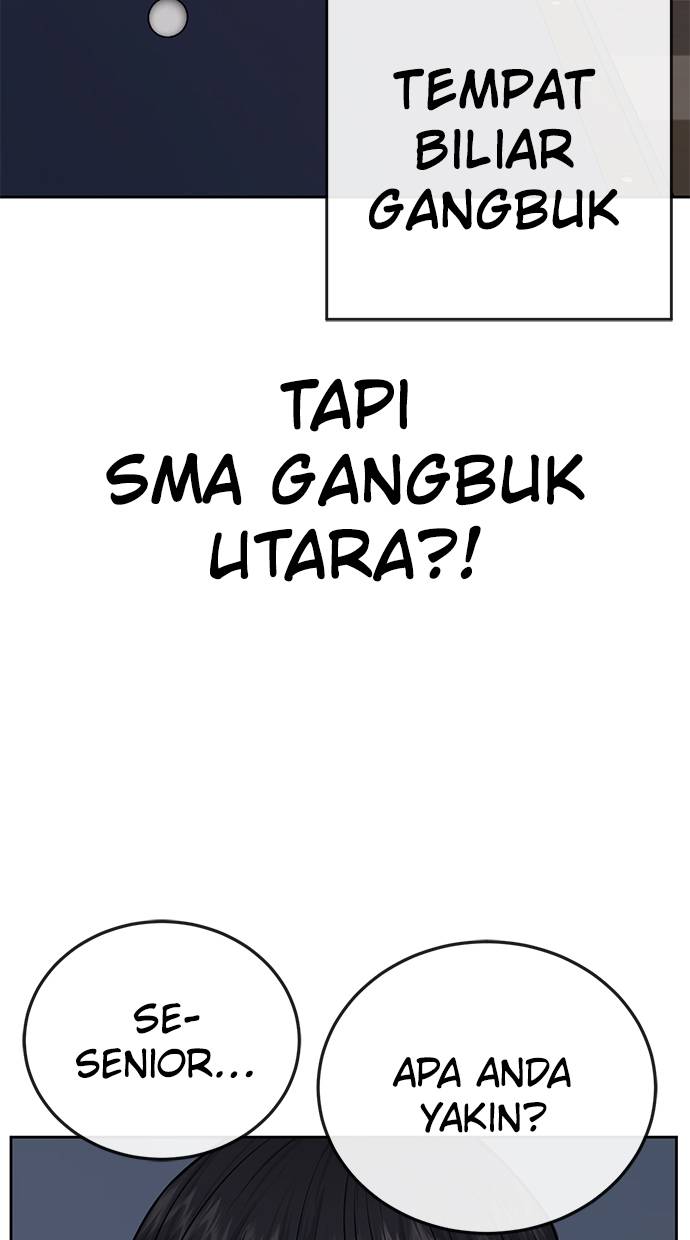 TEMPAT
BILIAR
GANGBUK
TAPI
SMA GANGBUK
UTARA?!
SE-
SENIOR...
APA ANDA
YAKIN?